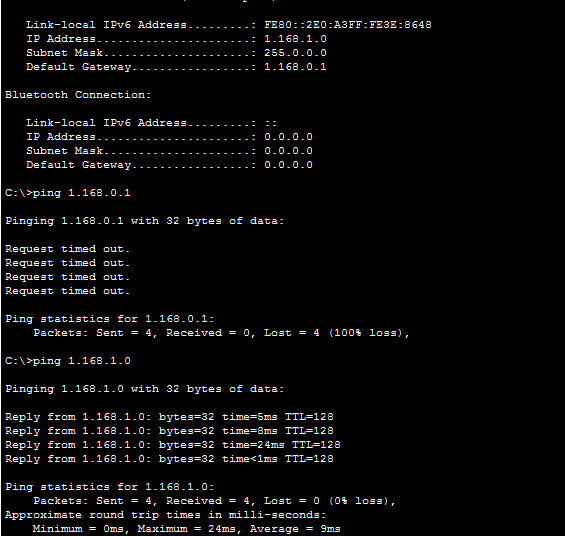 Link-local IPv6 Address.........: FE80::2E0:A3FF:FE3E:8648
IP Address......................: 1.168.1.0
Subnet Mask.....................: 255.0.0.0
Default Gateway.................: 1.168.0.1
Bluetooth Connection:
Link-local IPv6 Address.........: ::
IP Address......................: 0.0.0.0
Subnet Mask.....................: 0.0.0.0
Default Gateway.................: 0.0.0.0
C:\>ping 1.168.0.1
Pinging 1.168.0.1 with 32 bytes of data:
Request timed out.
Request timed out.
Request timed out.
Request timed out.
Ping statistics for 1.168.0.1:
Packets: Sent = 4, Received = 0, Lost = 4 (100% loss),
C:\>ping 1.168.1.0
Pinging 1.168.1.0 with 32 bytes of data:
Reply from 1.168.1.0: bytes=32 time=5ms TTL=128
Reply from 1.168.1.0: bytes=32 time=8ms TTL=128
Reply from 1.168.1.0: bytes=32 time=24ms TTL=128
Reply from 1.168.1.0: bytes=32 time<1ms TTL=128
Ping statistics for 1.168.1.0:
Packets: Sent = 4, Received = 4, Lost = 0 (0% loss),
Approximate round trip times in milli-seconds:
Minimum = 0ms, Maximum = 24ms, Average = 9ms